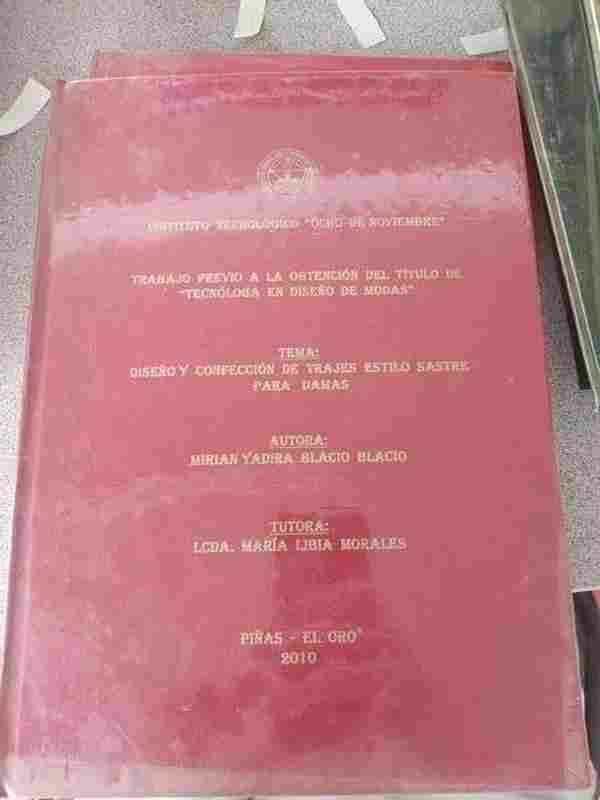 INSTITUTO TECNOLÓGICO "OCHO DE NOVIEMBRE"
TRABAJO PREVIO A LA OBTENCIÓN DEL TÍTULO DE
"TECNÓLOGA EN DISEÑO DE MODAS"
TEMA:
DISEÑO Y CONFECCIÓN DE TRAJES ESTILO SASTRE
PARA DAMAS
AUTORA:
MIRIAN YADIRA BLACIO BLACIO
TUTORA:
LCDA. MARÍA LIBIA MORALES
PIÑAS - EL ORO
2010